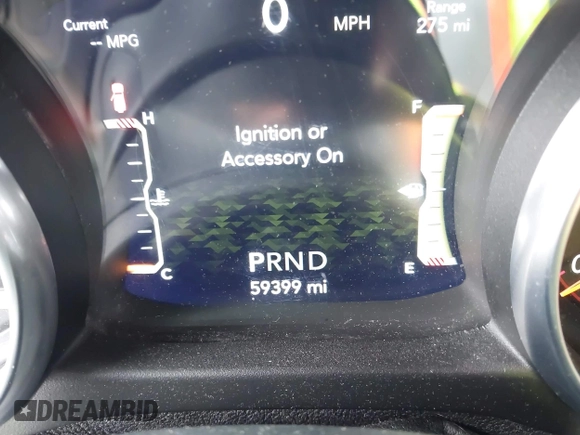 Current
-- MPG
0 MPH
Range
275 mi
H
F
Ignition or
Accessory On
C
E
PRND
59399 mi
DREAMBID